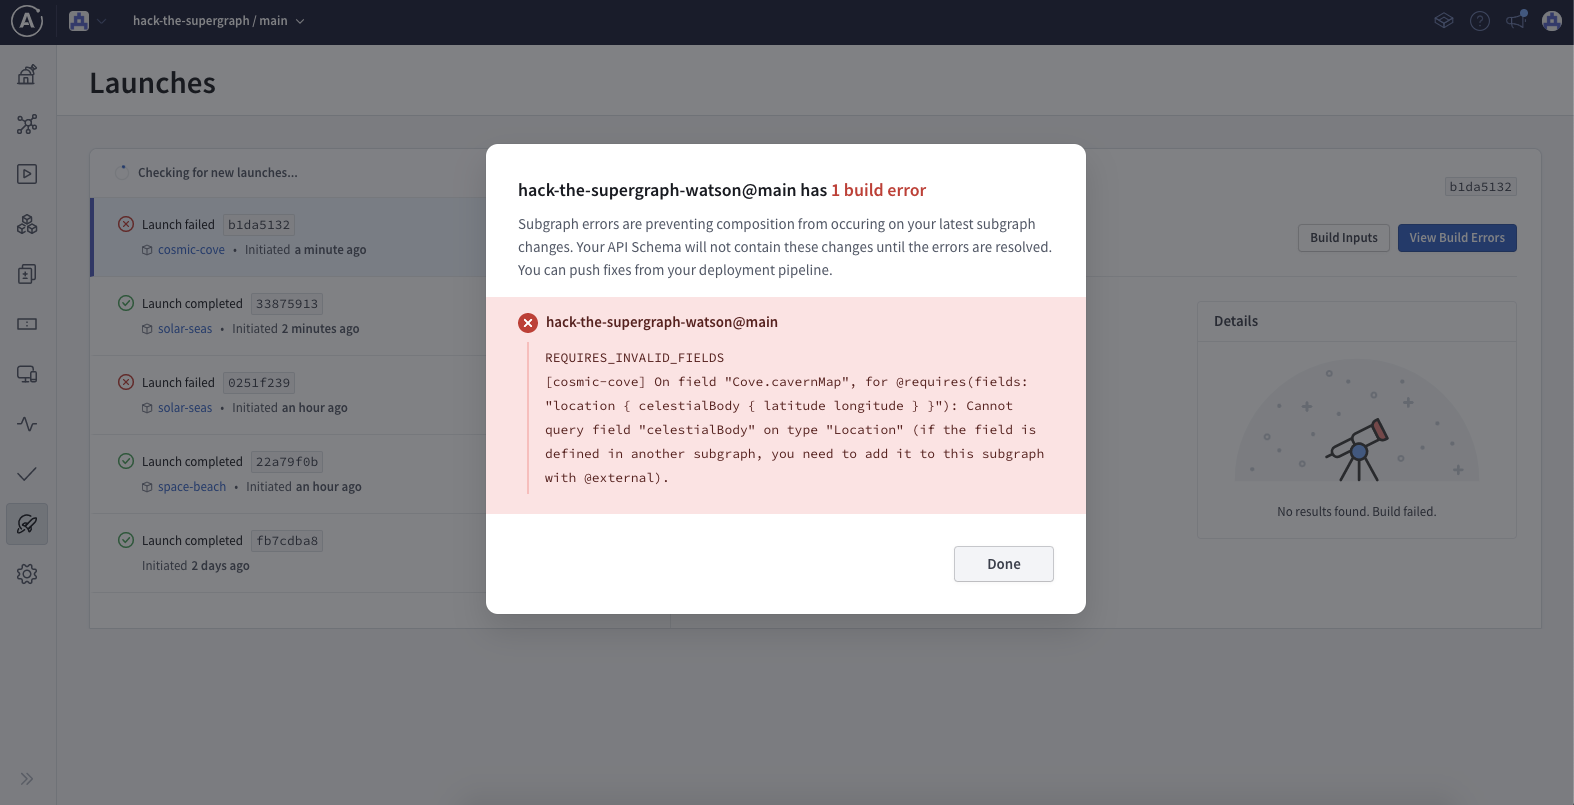 hack-the-supergraph / main
Launches
Checking for new launches...
Launch failed b1da5132
cosmic-cove • Initiated a minute ago
Launch completed 33875913
solar-seas • Initiated 2 minutes ago
Launch failed 0251f239
solar-seas • Initiated an hour ago
Launch completed 22a79f0b
space-beach • Initiated an hour ago
Launch completed fb7cdba8
Initiated 2 days ago
hack-the-supergraph-watson@main has 1 build error
Subgraph errors are preventing composition from occuring on your latest subgraph
changes. Your API Schema will not contain these changes until the errors are resolved.
You can push fixes from your deployment pipeline.
hack-the-supergraph-watson@main
REQUIRES_INVALID_FIELDS
[cosmic-cove] On field "Cove.cavernMap", for @requires(fields:
"location { celestialBody { latitude longitude } }"): Cannot
query field "celestialBody" on type "Location" (if the field is
defined in another subgraph, you need to add it to this subgraph
with @external).
Done
b1da5132
Build Inputs View Build Errors
Details
No results found. Build failed.